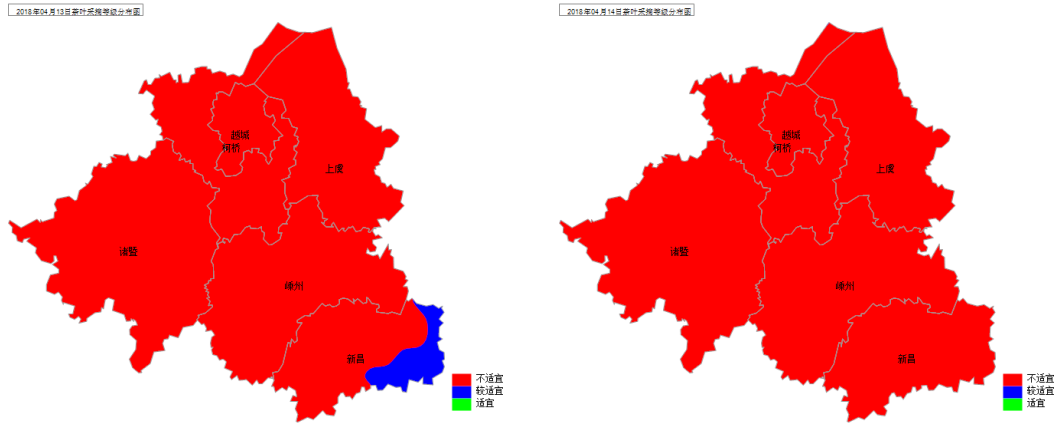 2018年04月13日茶叶采摘等级分布图
越城
柯桥
上虞
诸暨
嵊州
新昌
不适宜
较适宜
适宜
2018年04月14日茶叶采摘等级分布图
越城
柯桥
上虞
诸暨
嵊州
新昌
不适宜
较适宜
适宜